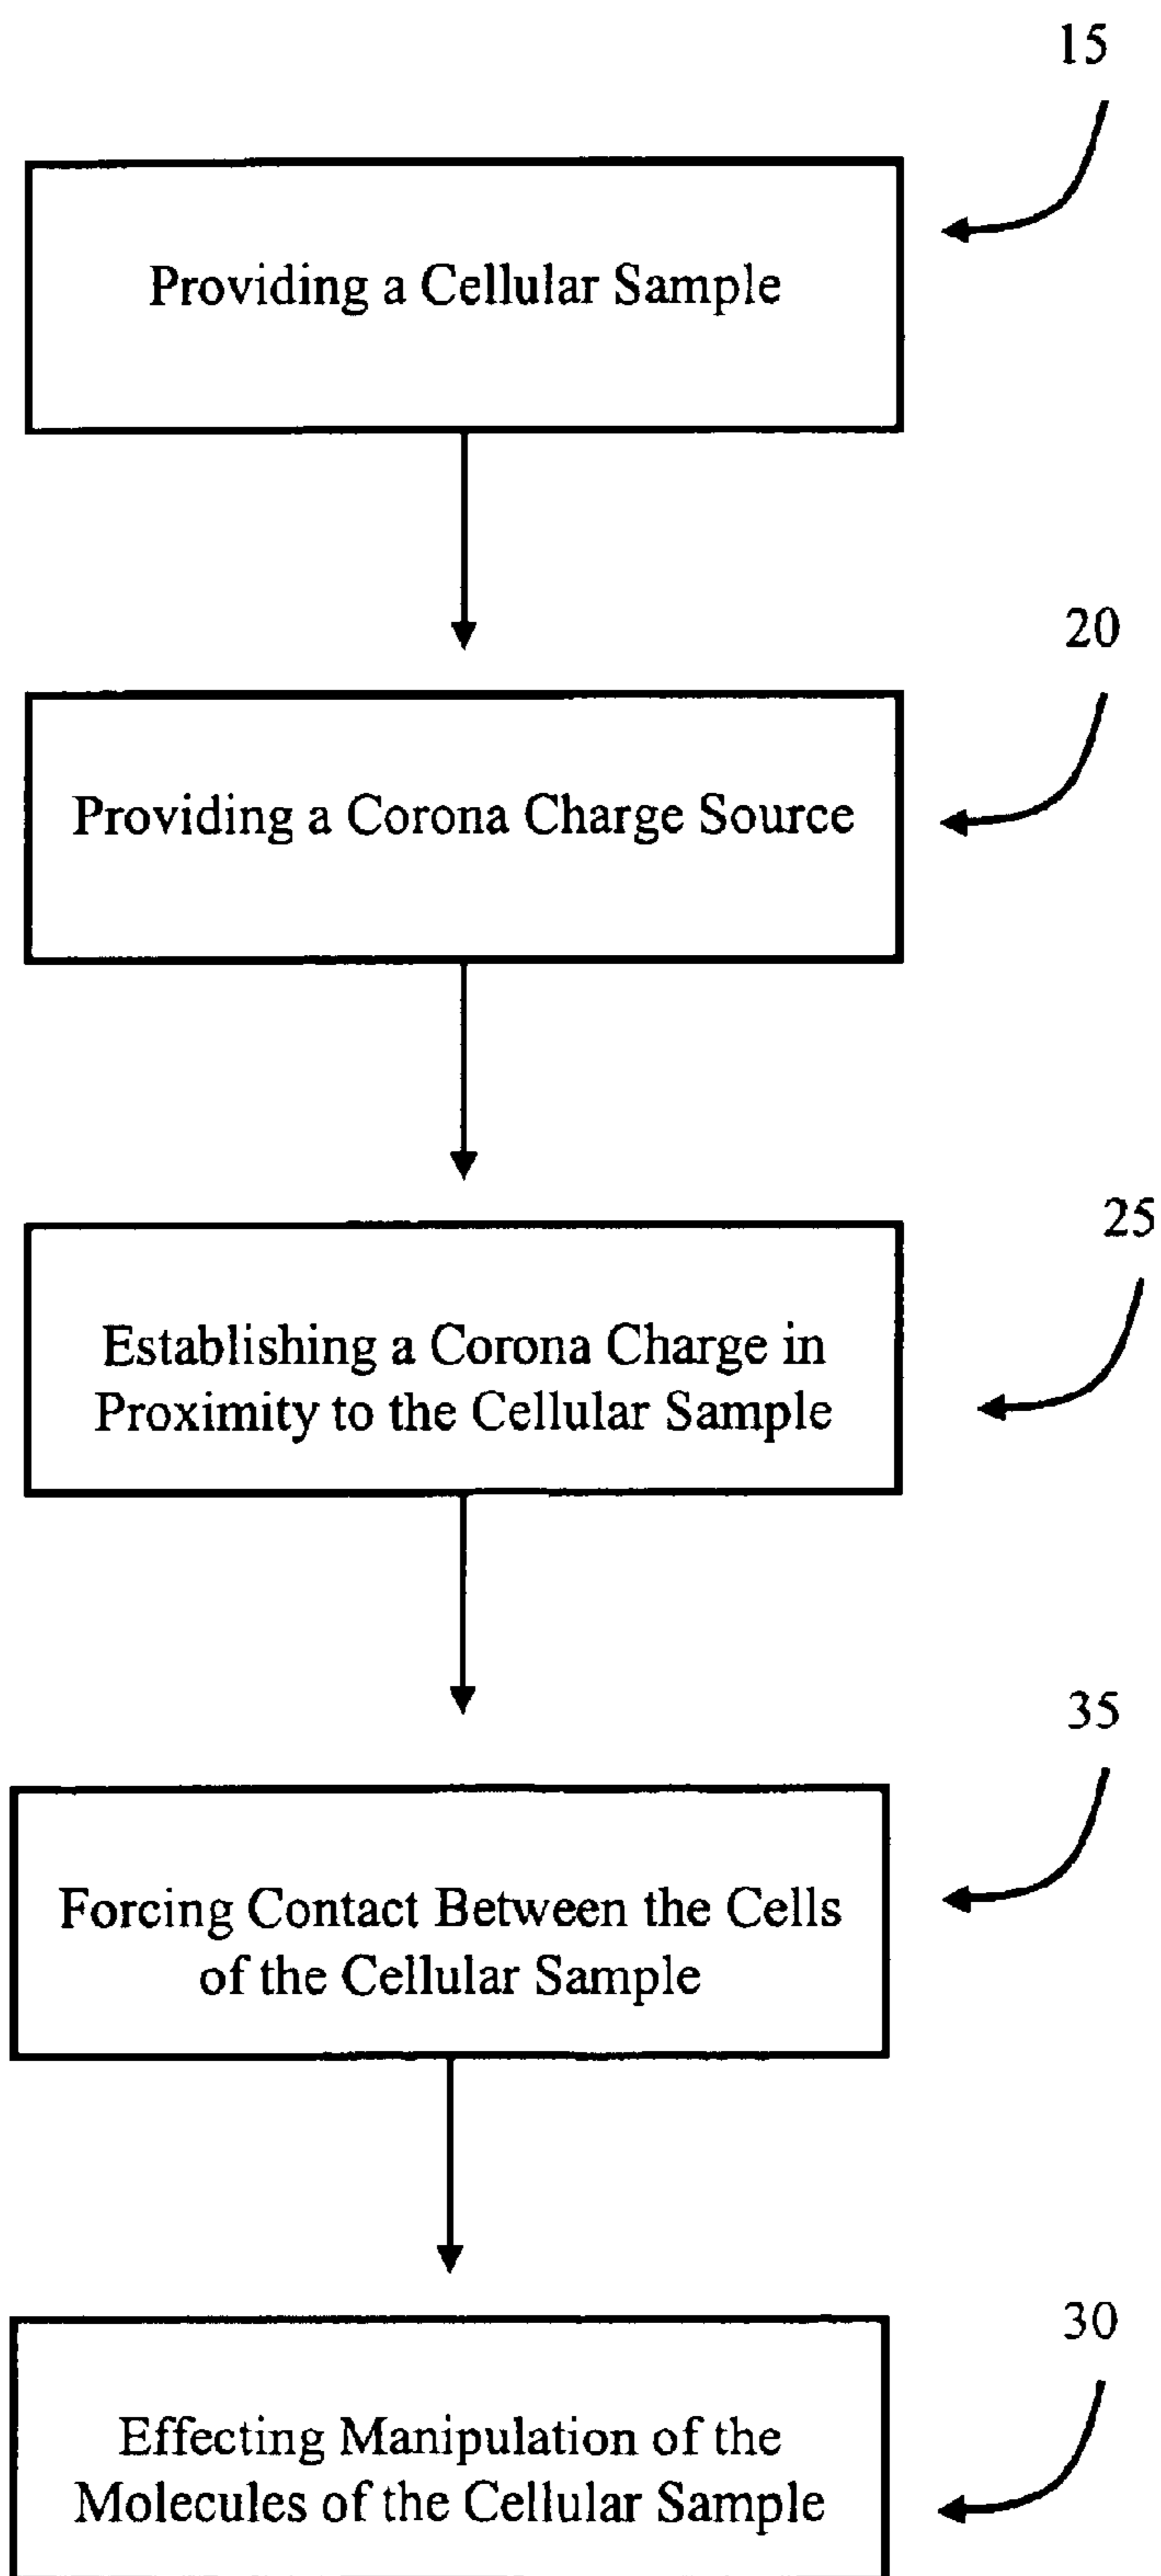 15
Providing a Cellular Sample
20
Providing a Corona Charge Source
25
Establishing a Corona Charge in
Proximity to the Cellular Sample
35
Forcing Contact Between the Cells
of the Cellular Sample
30
Effecting Manipulation of the
Molecules of the Cellular Sample